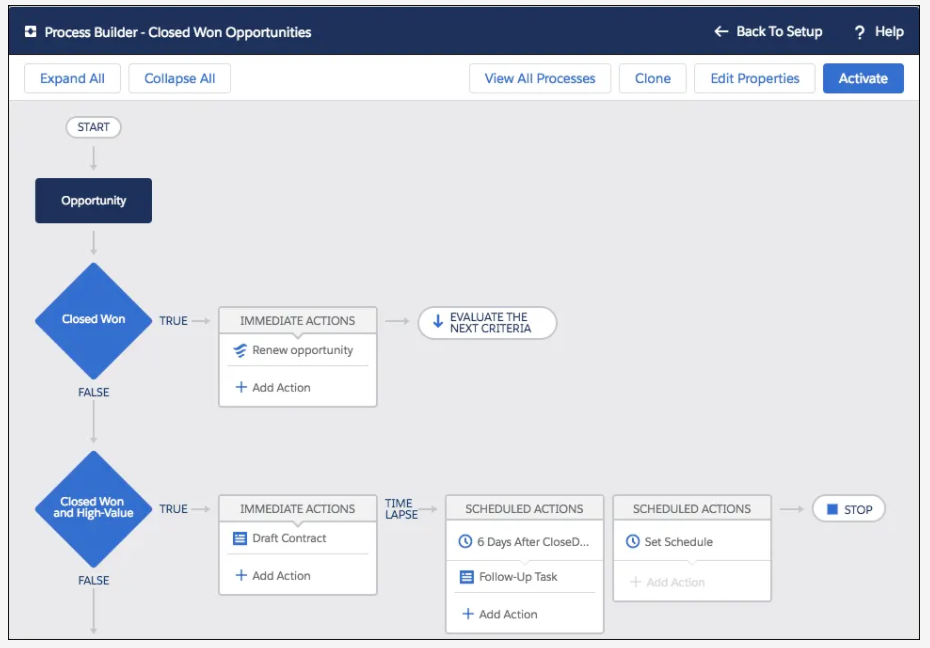 Process Builder - Closed Won Opportunities
Back To Setup
? Help
Expand All
Collapse All
View All Processes
Clone
Edit Properties
Activate
START
Opportunity
Closed Won
TRUE
IMMEDIATE ACTIONS
Renew opportunity
+ Add Action
EVALUATE THE
NEXT CRITERIA
FALSE
Closed Won
and High-Value
TRUE
IMMEDIATE ACTIONS
Draft Contract
+ Add Action
TIME
LAPSE
SCHEDULED ACTIONS
6 Days After CloseD...
Follow-Up Task
+ Add Action
SCHEDULED ACTIONS
Set Schedule
+ Add Action
STOP
FALSE